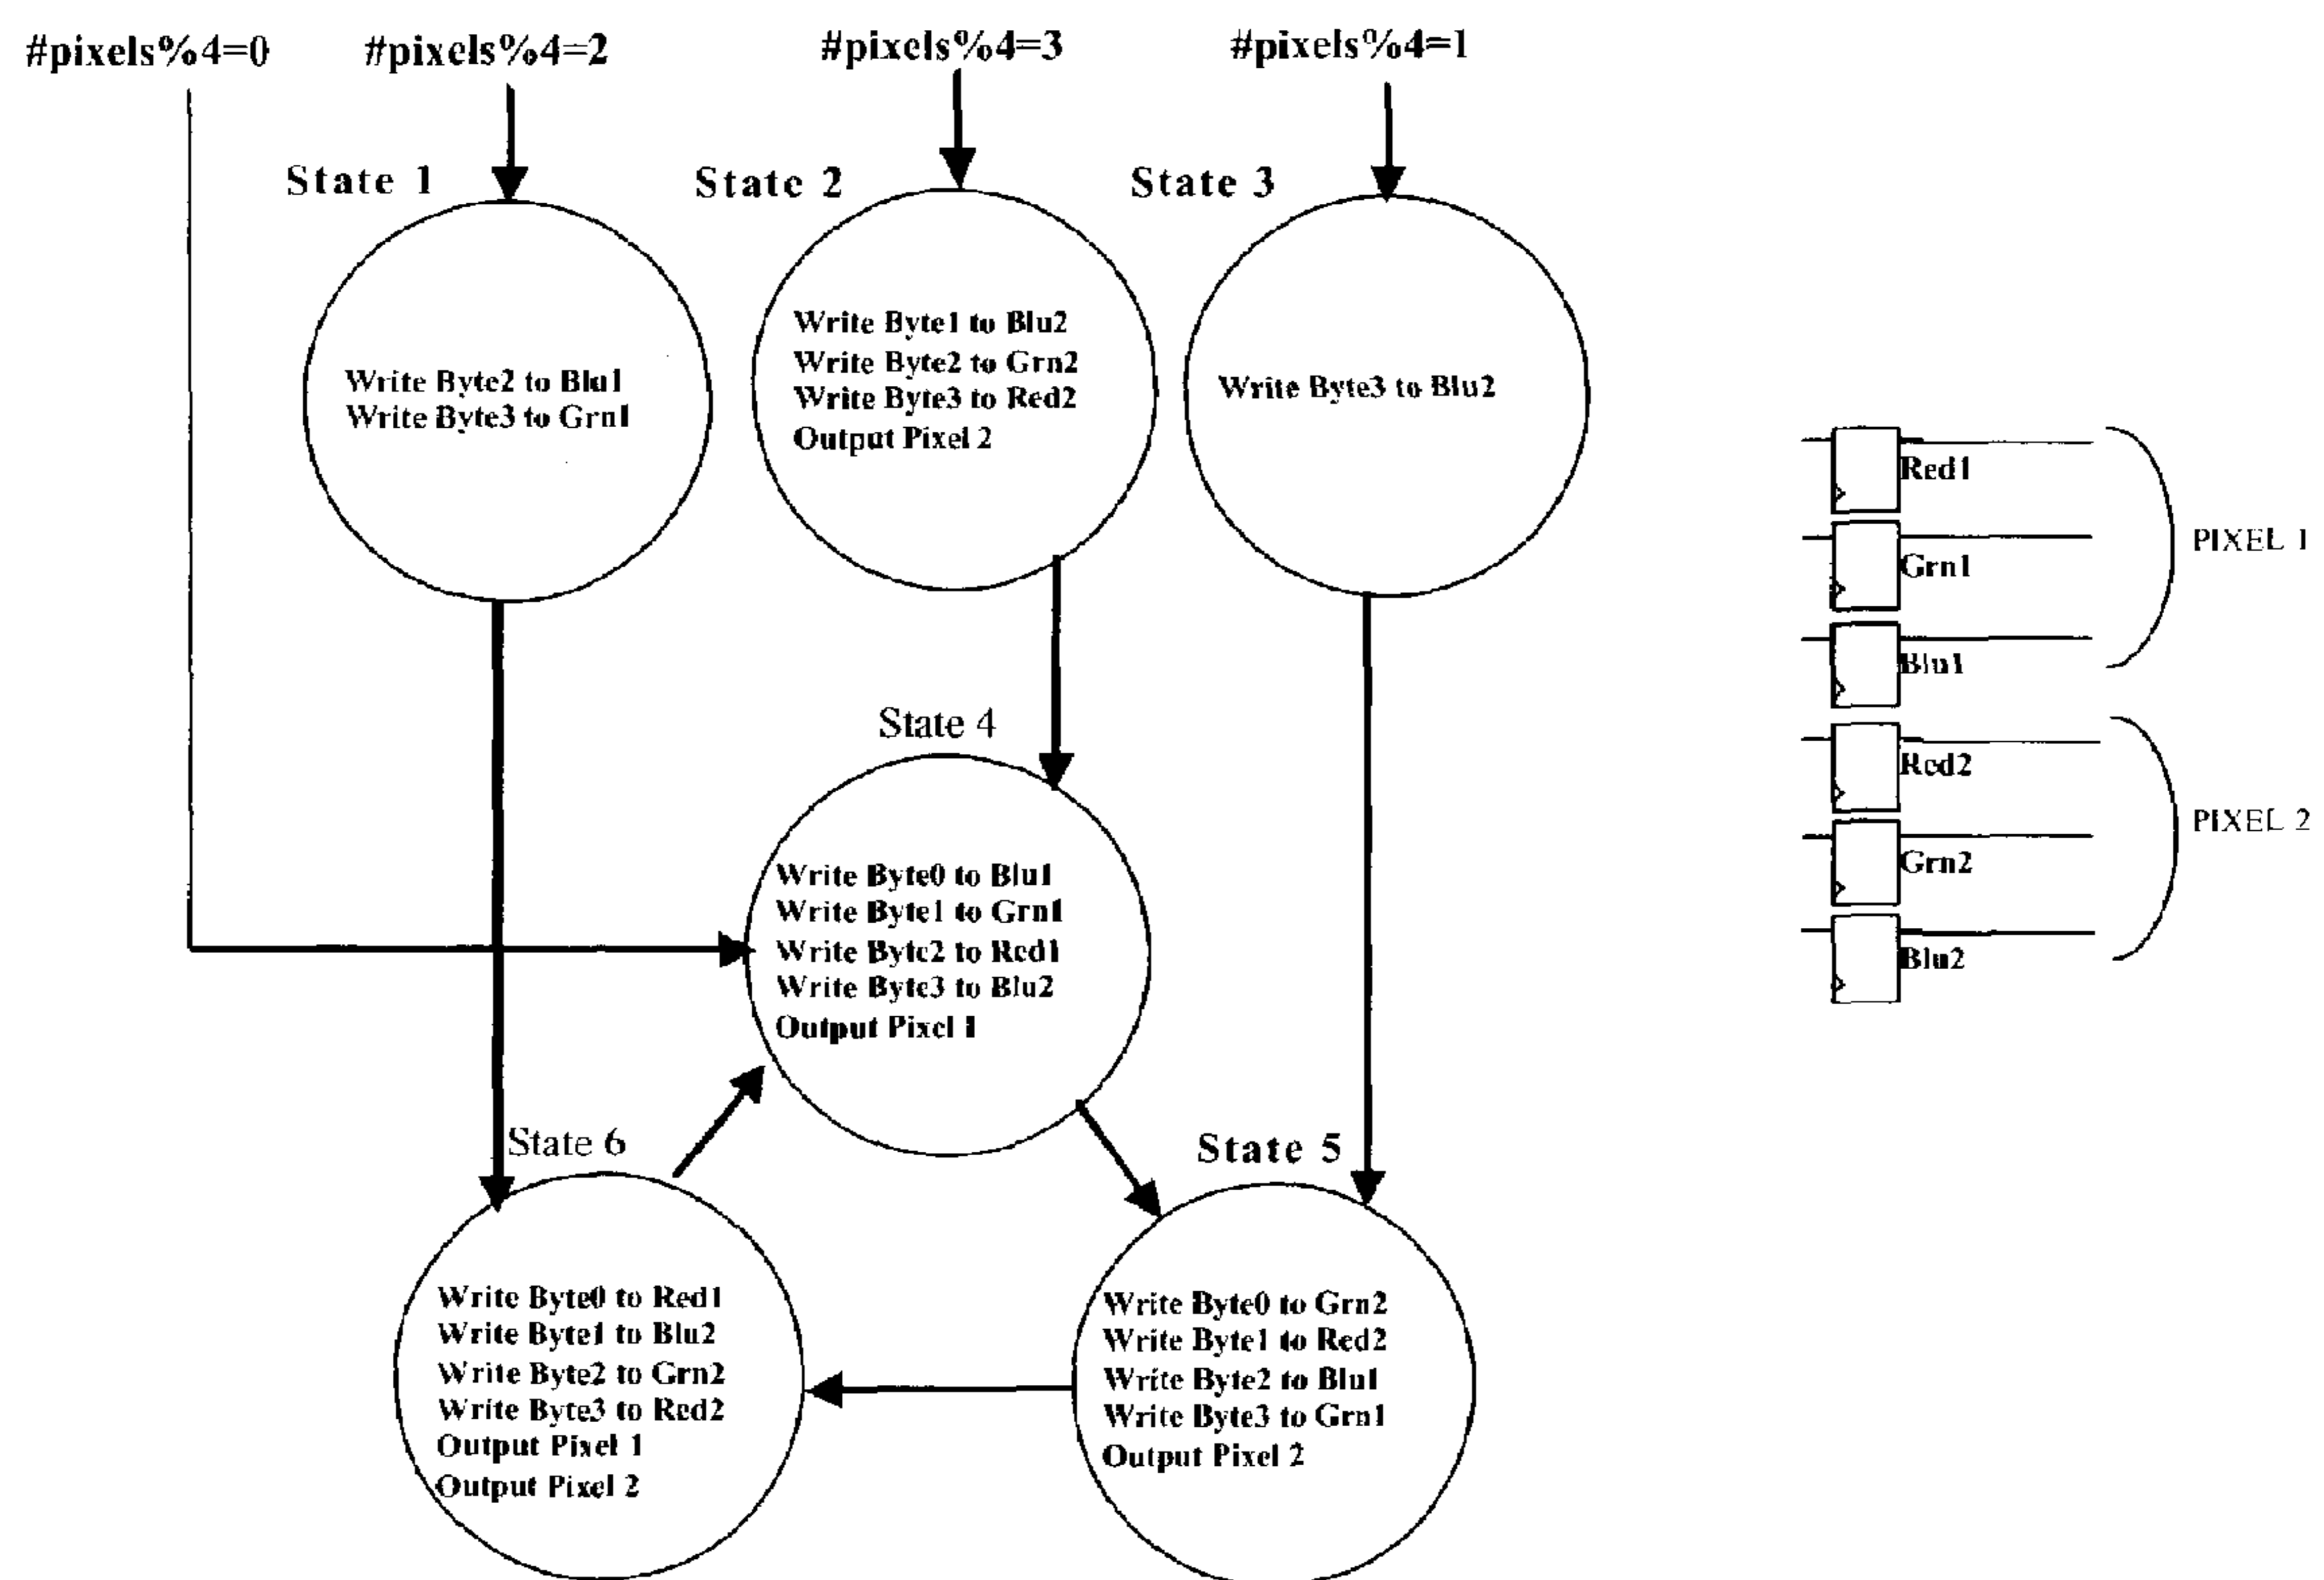 #pixels%4=0
#pixels%4=2
#pixels%4=3
#pixels%4=1
State 1
State 2
State 3
Write Byte2 to Blu1
Write Byte3 to Grn1
Write Byte1 to Blu2
Write Byte2 to Grn2
Write Byte3 to Red2
Output Pixel 2
Write Byte3 to Blu2
Red1
Grn1
Blu1
PIXEL 1
Red2
Grn2
Blu2
PIXEL 2
State 4
Write Byte0 to Blu1
Write Byte1 to Grn1
Write Byte2 to Red1
Write Byte3 to Blu2
Output Pixel 1
State 6
Write Byte0 to Red1
Write Byte1 to Blu2
Write Byte2 to Grn2
Write Byte3 to Red2
Output Pixel 1
Output Pixel 2
State 5
Write Byte0 to Grn2
Write Byte1 to Red2
Write Byte2 to Blu1
Write Byte3 to Grn1
Output Pixel 2